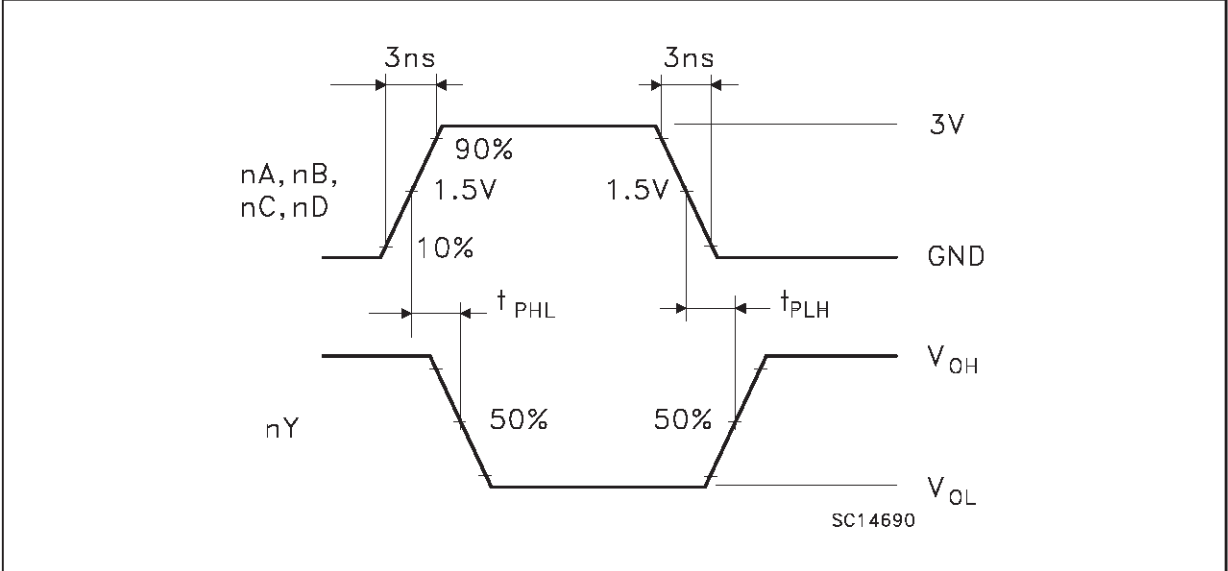 3ns 3ns
3V
90%
nA, nB,
nC, nD
1.5V 1.5V
10%
GND
t PHL tPLH
VOH
50% 50%
nY
VOL
SC14690